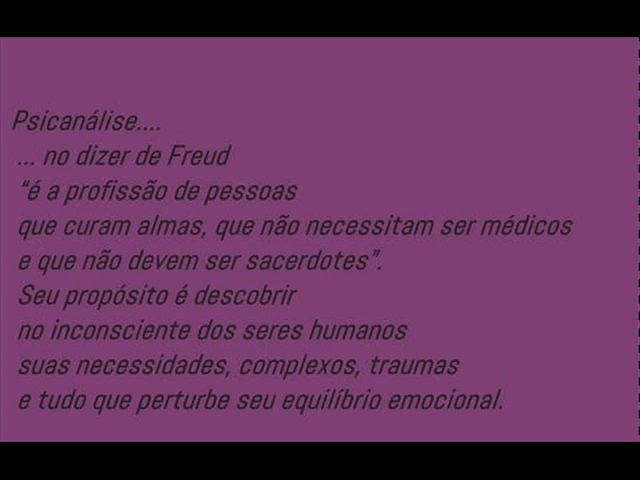 Psicanálise....
... no dizer de Freud
“é a profissão de pessoas
que curam almas, que não necessitam ser médicos
e que não devem ser sacerdotes”.
Seu propósito é descobrir
no inconsciente dos seres humanos
suas necessidades, complexos, traumas
e tudo que perturbe seu equilíbrio emocional.